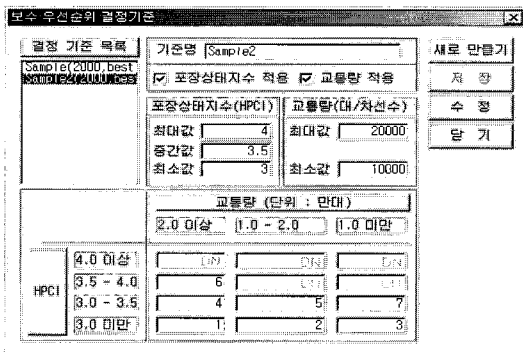 보수 우선순위 결정기준
결정 기준 목록
Sample(2000,best
Sample2(2000,bes
기준명 Sample2
포장상태지수 적용 교통량 적용
포장상태지수(HPCI)
최대값 4
중간값 3.5
최소값 3
교통량(대/차선수)
최대값 20000
최소값 10000
새로 만들기
저 장
수 정
닫 기
교통량 (단위 : 만대)
2.0 이상 1.0 - 2.0 1.0 미만
HPCI
4.0 이상 DN DN DN
3.5 - 4.0 6
3.0 - 3.5 4 5 7
3.0 미만 1 2 3